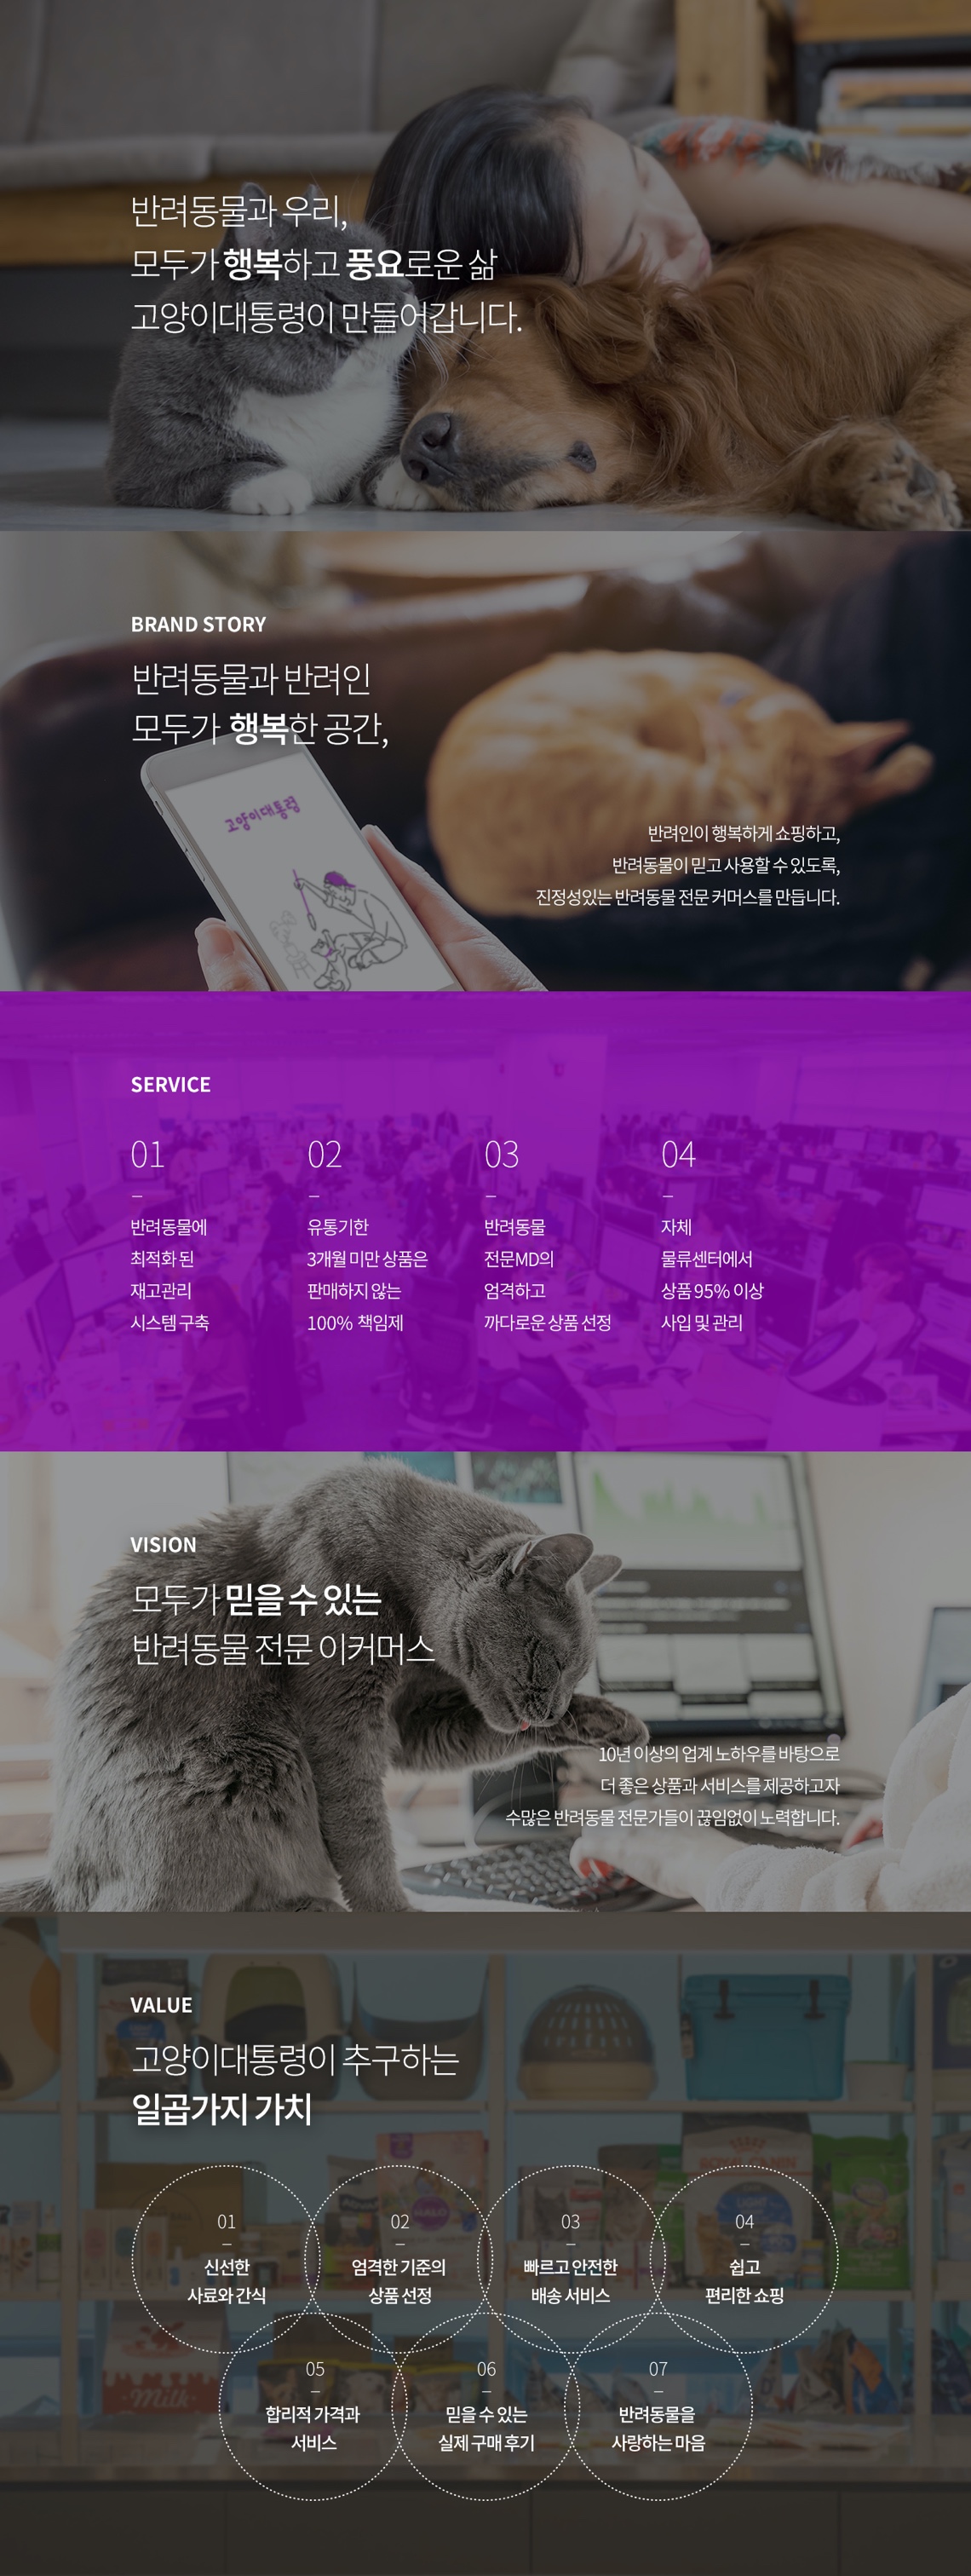 반려동물과 우리,
모두가 행복하고 풍요로운 삶
고양이대통령이 만들어갑니다.
BRAND STORY
반려동물과 반려인
모두가 행복한 공간,
고양이대통령
반려인이 행복하게 쇼핑하고,
반려동물이 믿고 사용할 수 있도록,
진정성있는 반려동물 전문 커머스를 만듭니다.
SERVICE
01
반려동물에
최적화 된
재고관리
시스템 구축
02
유통기한
3개월 미만 상품은
판매하지 않는
100% 책임제
03
반려동물
전문MD의
엄격하고
까다로운 상품 선정
04
자체
물류센터에서
상품 95% 이상
사입 및 관리
VISION
모두가 믿을 수 있는
반려동물 전문 이커머스
10년 이상의 업계 노하우를 바탕으로
더 좋은 상품과 서비스를 제공하고자
수많은 반려동물 전문가들이 끊임없이 노력합니다.
VALUE
고양이대통령이 추구하는
일곱가지 가치
01
신선한
사료와 간식
02
엄격한 기준의
상품 선정
03
빠르고 안전한
배송 서비스
04
쉽고
편리한 쇼핑
05
합리적 가격과
서비스
06
믿을 수 있는
실제 구매 후기
07
반려동물을
사랑하는 마음
Milk